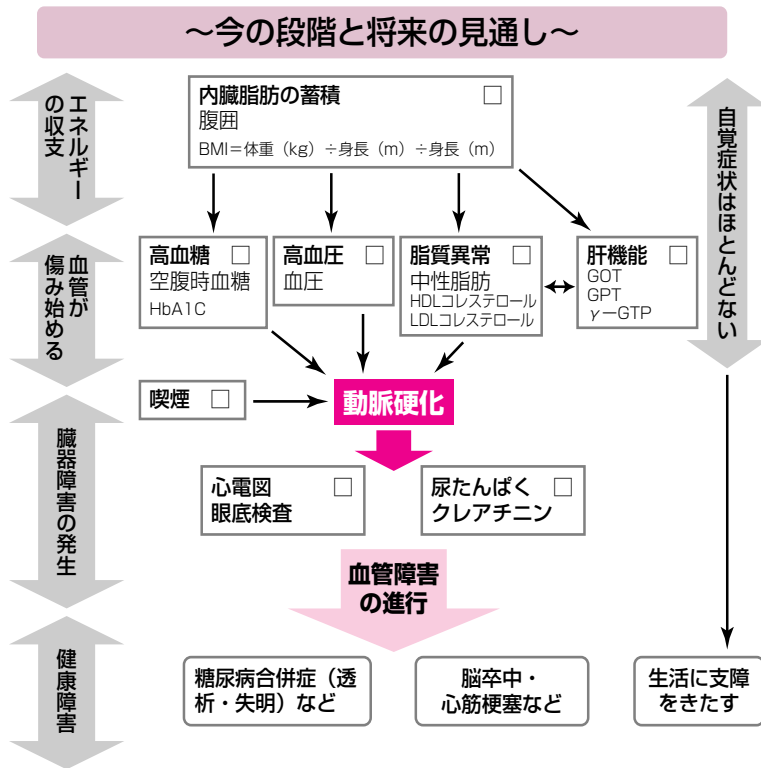 ～今の段階と将来の見通し～
エネルギー
の収支
内臓脂肪の蓄積 □
腹囲
BMI＝体重（kg）÷身長（m）÷身長（m）
自覚症状はほとんどない
血管が
傷み始める
高血糖 □
空腹時血糖
HbA1C
高血圧 □
血圧
脂質異常 □
中性脂肪
HDLコレステロール
LDLコレステロール
肝機能 □
GOT
GPT
γーGTP
喫煙 □
動脈硬化
臓器障害の発生
心電図 □
眼底検査
尿たんぱく □
クレアチニン
血管障害
の進行
健康障害
糖尿病合併症（透
析・失明）など
脳卒中・
心筋梗塞など
生活に支障
をきたす